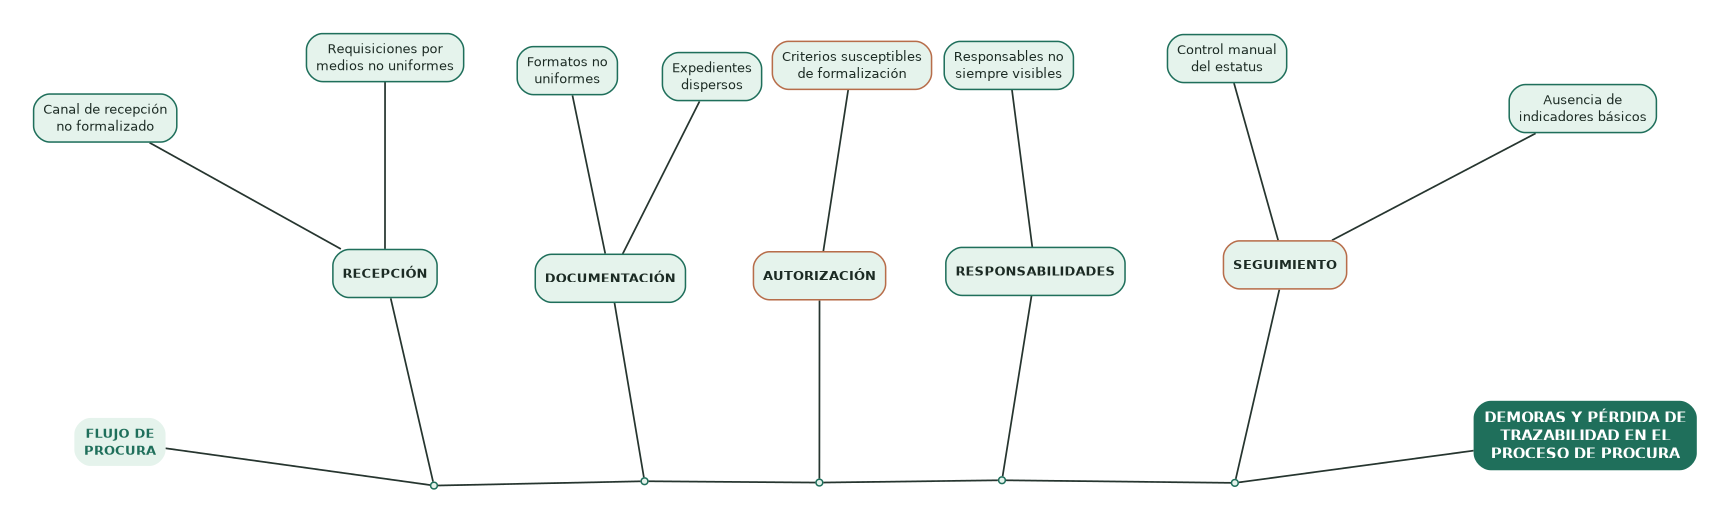 Canal de recepción
no formalizado
Requisiciones por
medios no uniformes
Formatos no
uniformes
Expedientes
dispersos
Criterios susceptibles
de formalización
Responsables no
siempre visibles
Control manual
del estatus
Ausencia de
indicadores básicos
RECEPCIÓN
DOCUMENTACIÓN
AUTORIZACIÓN
RESPONSABILIDADES
SEGUIMIENTO
FLUJO DE
PROCURA
DEMORAS Y PÉRDIDA DE
TRAZABILIDAD EN EL
PROCESO DE PROCURA